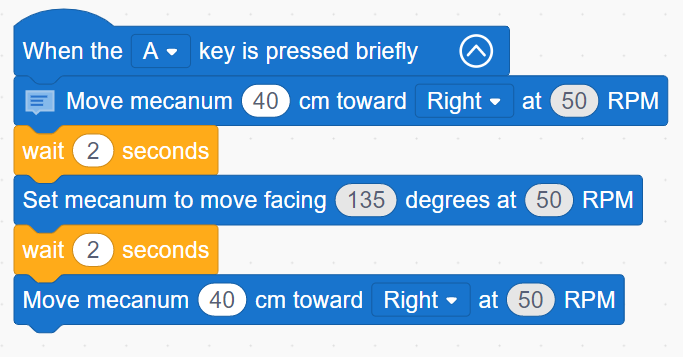 When the A key is pressed briefly
Move mecanum 40 cm toward Right at 50 RPM
wait 2 seconds
Set mecanum to move facing 135 degrees at 50 RPM
wait 2 seconds
Move mecanum 40 cm toward Right at 50 RPM